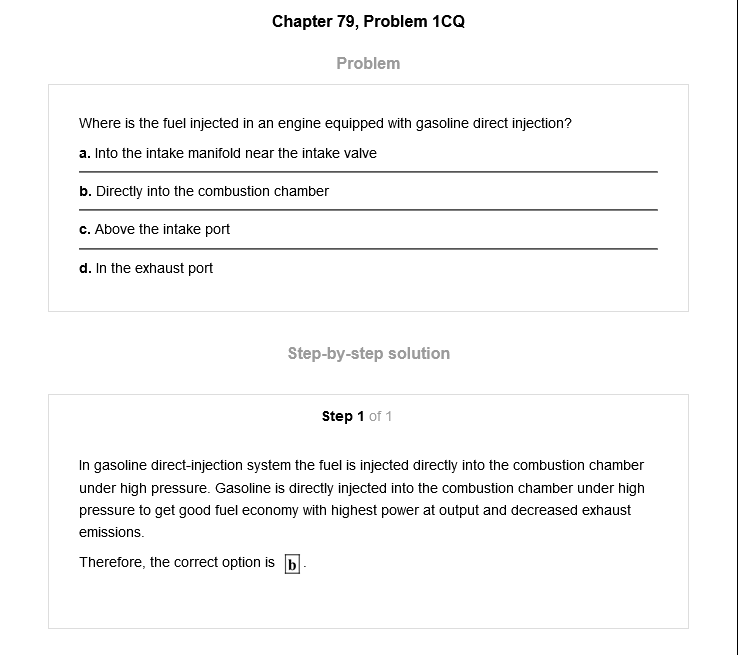 Chapter 79, Problem 1CQ
Problem
Where is the fuel injected in an engine equipped with gasoline direct injection?
a. Into the intake manifold near the intake valve
b. Directly into the combustion chamber
c. Above the intake port
d. In the exhaust port
Step-by-step solution
Step 1 of 1
In gasoline direct-injection system the fuel is injected directly into the combustion chamber
under high pressure. Gasoline is directly injected into the combustion chamber under high
pressure to get good fuel economy with highest power at output and decreased exhaust
emissions.
Therefore, the correct option is b.